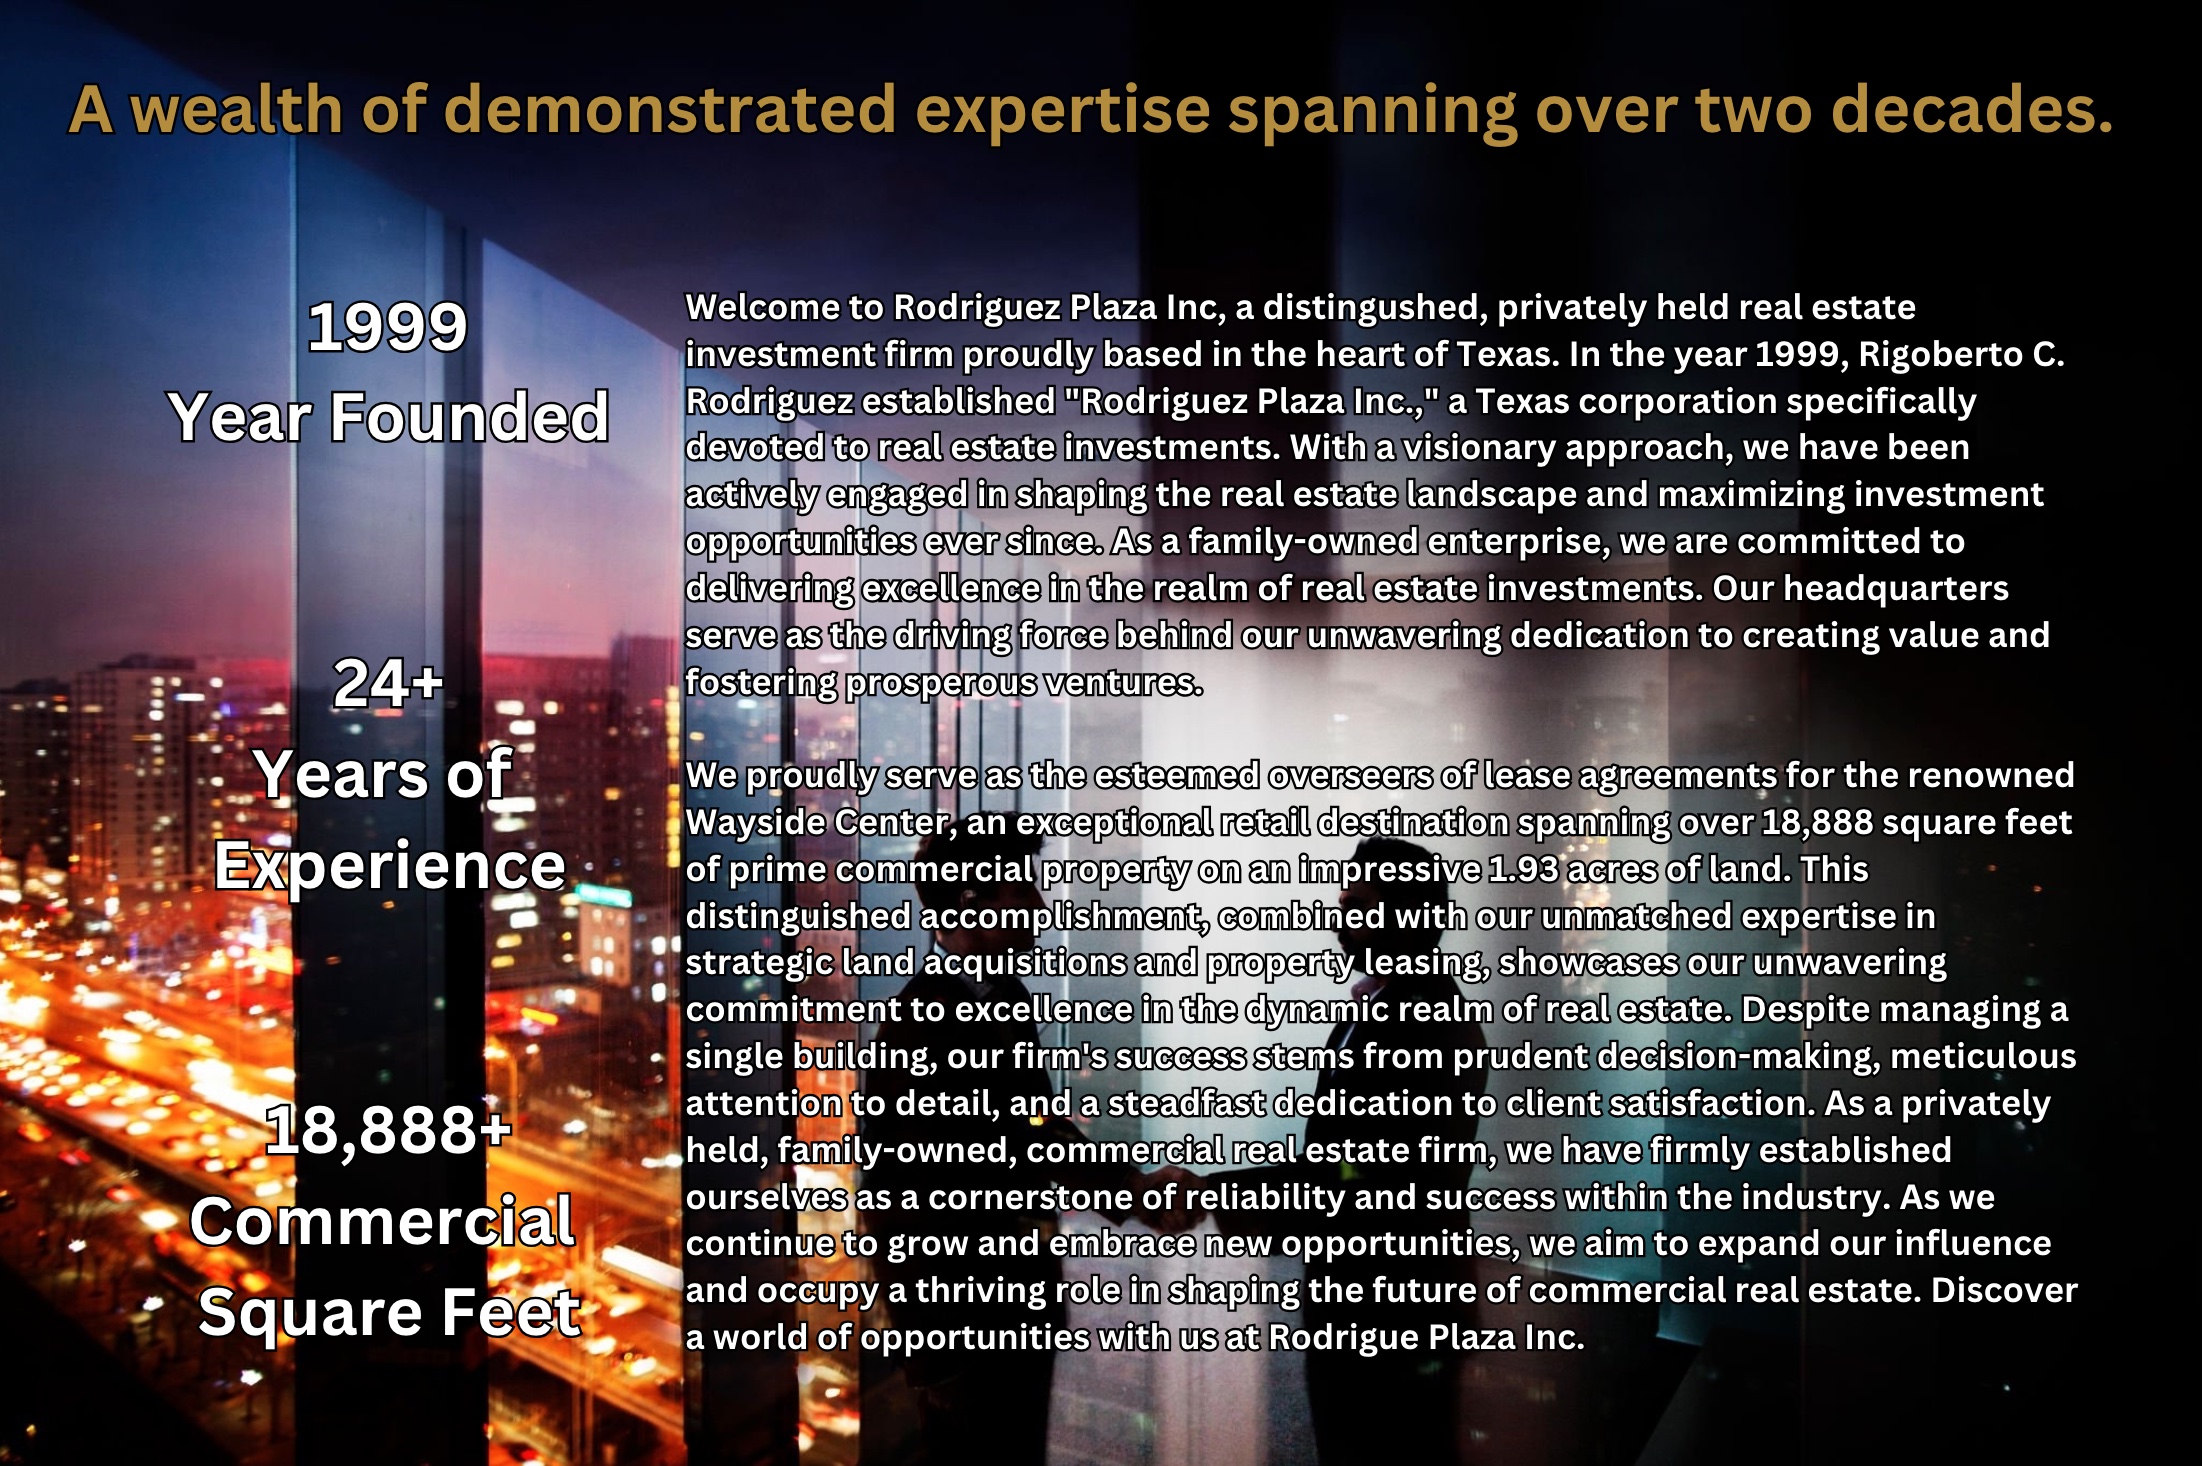 A wealth of demonstrated expertise spanning over two decades.
1999
Year Founded
24+
Years of
Experience
18,888+
Commercial
Square Feet
Welcome to Rodriguez Plaza Inc, a distingushed, privately held real estate
investment firm proudly based in the heart of Texas. In the year 1999, Rigoberto C.
Rodriguez established "Rodriguez Plaza Inc.," a Texas corporation specifically
devoted to real estate investments. With a visionary approach, we have been
actively engaged in shaping the real estate landscape and maximizing investment
opportunities ever since. As a family-owned enterprise, we are committed to
delivering excellence in the realm of real estate investments. Our headquarters
serve as the driving force behind our unwavering dedication to creating value and
fostering prosperous ventures.
We proudly serve as the esteemed overseers of lease agreements for the renowned
Wayside Center, an exceptional retail destination spanning over 18,888 square feet
of prime commercial property on an impressive 1.93 acres of land. This
distinguished accomplishment, combined with our unmatched expertise in
strategic land acquisitions and property leasing, showcases our unwavering
commitment to excellence in the dynamic realm of real estate. Despite managing a
single building, our firm's success stems from prudent decision-making, meticulous
attention to detail, and a steadfast dedication to client satisfaction. As a privately
held, family-owned, commercial real estate firm, we have firmly established
ourselves as a cornerstone of reliability and success within the industry. As we
continue to grow and embrace new opportunities, we aim to expand our influence
and occupy a thriving role in shaping the future of commercial real estate. Discover
a world of opportunities with us at Rodrigue Plaza Inc.